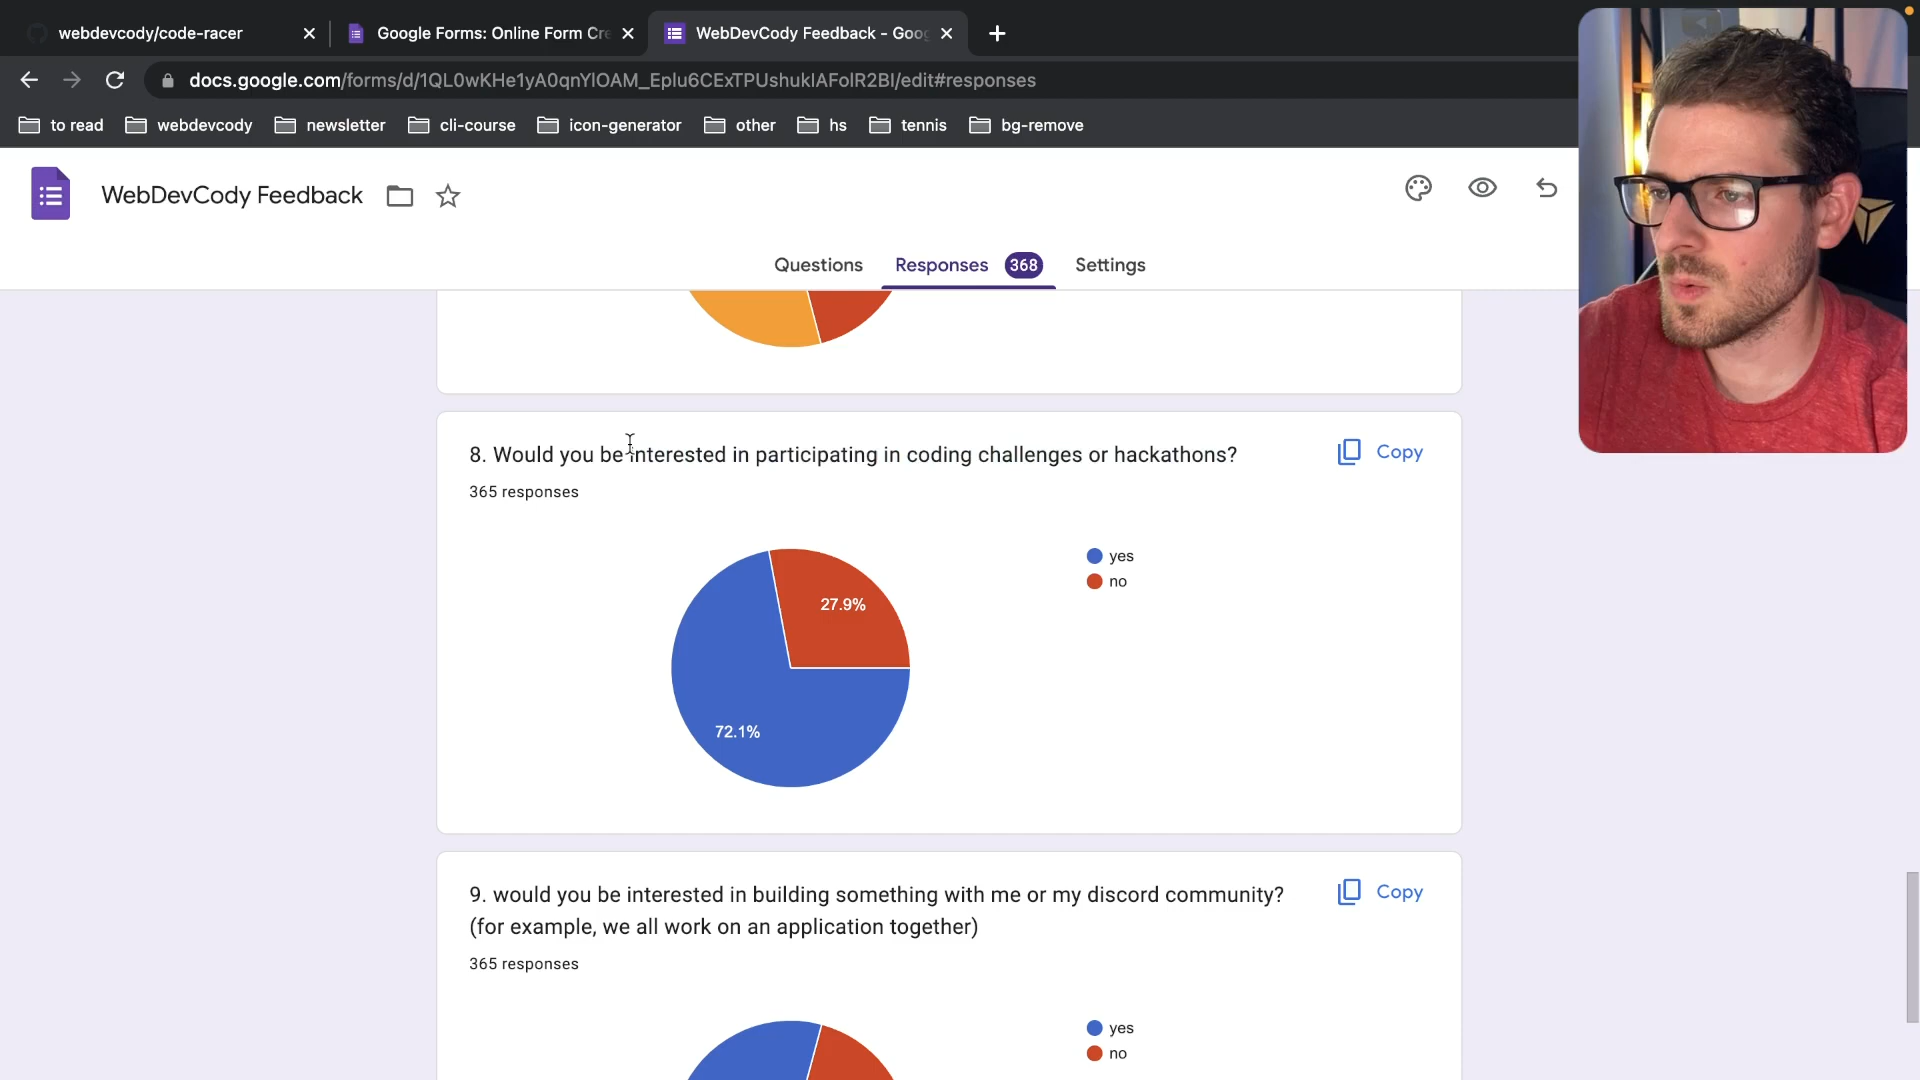 webdevcody/code-racer
Google Forms: Online Form Cre
WebDevCody Feedback - Goog
docs.google.com/forms/d/1QL0wKHe1yA0qnYlOAM_Eplu6CExTPUshuklAFolR2BI/edit#responses
to read
webdevcody
newsletter
cli-course
icon-generator
other
hs
tennis
bg-remove
WebDevCody Feedback
Questions
Responses 368
Settings
8. Would you be interested in participating in coding challenges or hackathons?
Copy
365 responses
yes
no
27.9%
72.1%
9. would you be interested in building something with me or my discord community?
(for example, we all work on an application together)
Copy
365 responses
yes
no